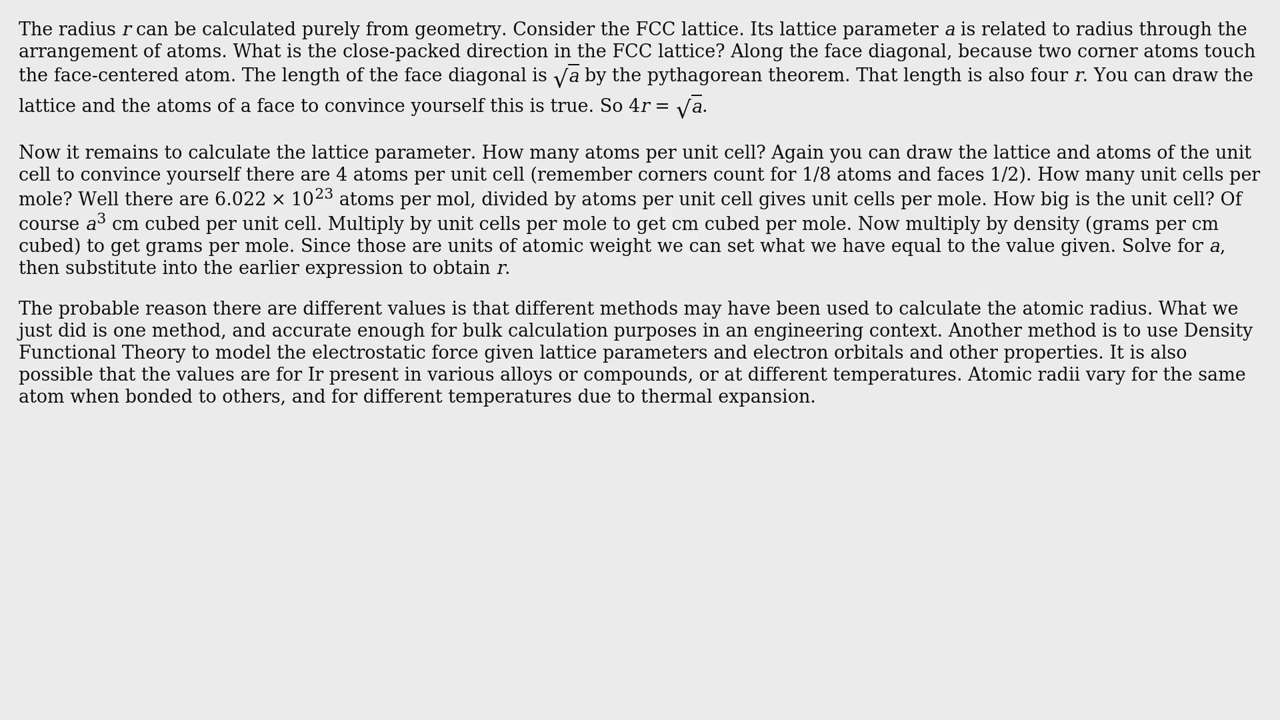 The radius r can be calculated purely from geometry. Consider the FCC lattice. Its lattice parameter a is related to radius through the
arrangement of atoms. What is the close-packed direction in the FCC lattice? Along the face diagonal, because two corner atoms touch
the face-centered atom. The length of the face diagonal is √a by the pythagorean theorem. That length is also four r. You can draw the
lattice and the atoms of a face to convince yourself this is true. So 4r = √a.
Now it remains to calculate the lattice parameter. How many atoms per unit cell? Again you can draw the lattice and atoms of the unit
cell to convince yourself there are 4 atoms per unit cell (remember corners count for 1/8 atoms and faces 1/2). How many unit cells per
mole? Well there are 6.022 × 10²³ atoms per mol, divided by atoms per unit cell gives unit cells per mole. How big is the unit cell? Of
course a³ cm cubed per unit cell. Multiply by unit cells per mole to get cm cubed per mole. Now multiply by density (grams per cm
cubed) to get grams per mole. Since those are units of atomic weight we can set what we have equal to the value given. Solve for a,
then substitute into the earlier expression to obtain r.
The probable reason there are different values is that different methods may have been used to calculate the atomic radius. What we
just did is one method, and accurate enough for bulk calculation purposes in an engineering context. Another method is to use Density
Functional Theory to model the electrostatic force given lattice parameters and electron orbitals and other properties. It is also
possible that the values are for Ir present in various alloys or compounds, or at different temperatures. Atomic radii vary for the same
atom when bonded to others, and for different temperatures due to thermal expansion.